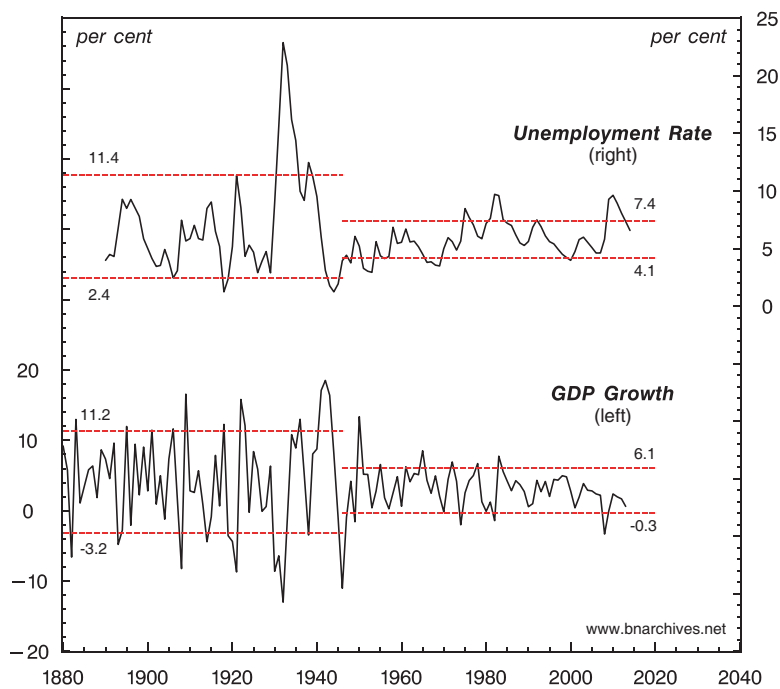 per cent
per cent
25
20
15
10
5
0
Unemployment Rate
(right)
11.4
7.4
4.1
2.4
20
10
0
−10
−20
GDP Growth
(left)
11.2
6.1
-0.3
-3.2
www.bnarchives.net
1880 1900 1920 1940 1960 1980 2000 2020 2040